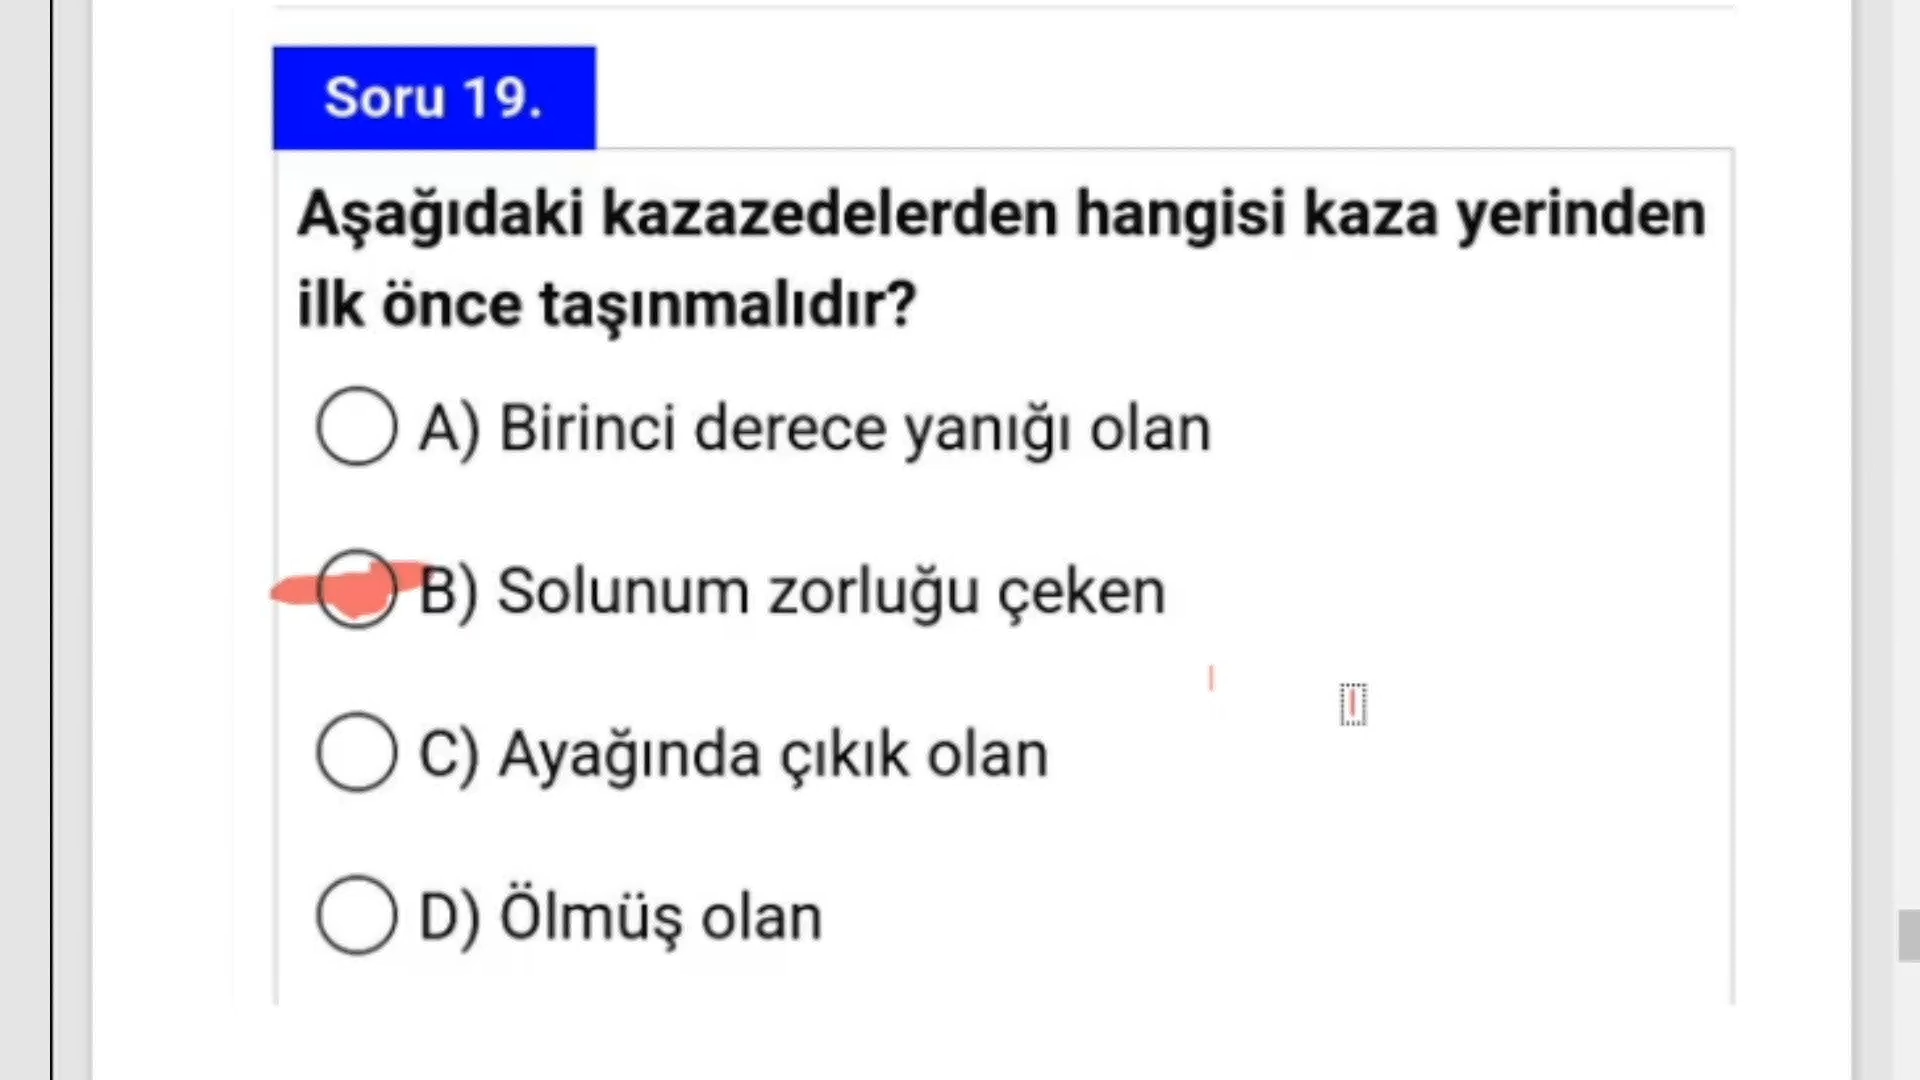 Soru 19.
Aşağıdaki kazazedelerden hangisi kaza yerinden
ilk önce taşınmalıdır?
A) Birinci derece yanığı olan
B) Solunum zorluğu çeken
C) Ayağında çıkık olan
D) Ölmüş olan